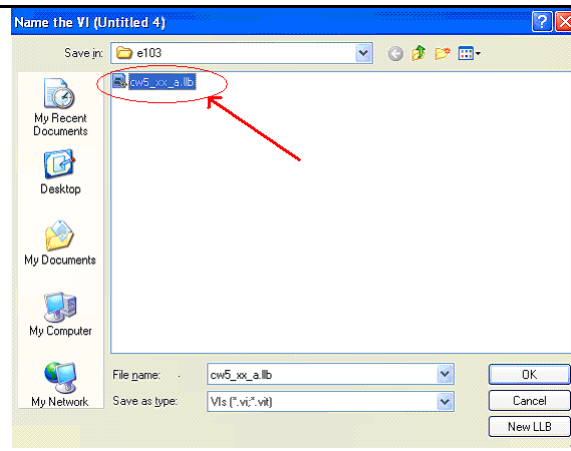 Name the VI (Untitled 4)
Save in: e103
cw5_xx_a.llb
My Recent
Documents
Desktop
My Documents
My Computer
My Network
File name: cw5_xx_a.llb OK
Save as type: VIs (*.vi;*.vit) Cancel
New LLB